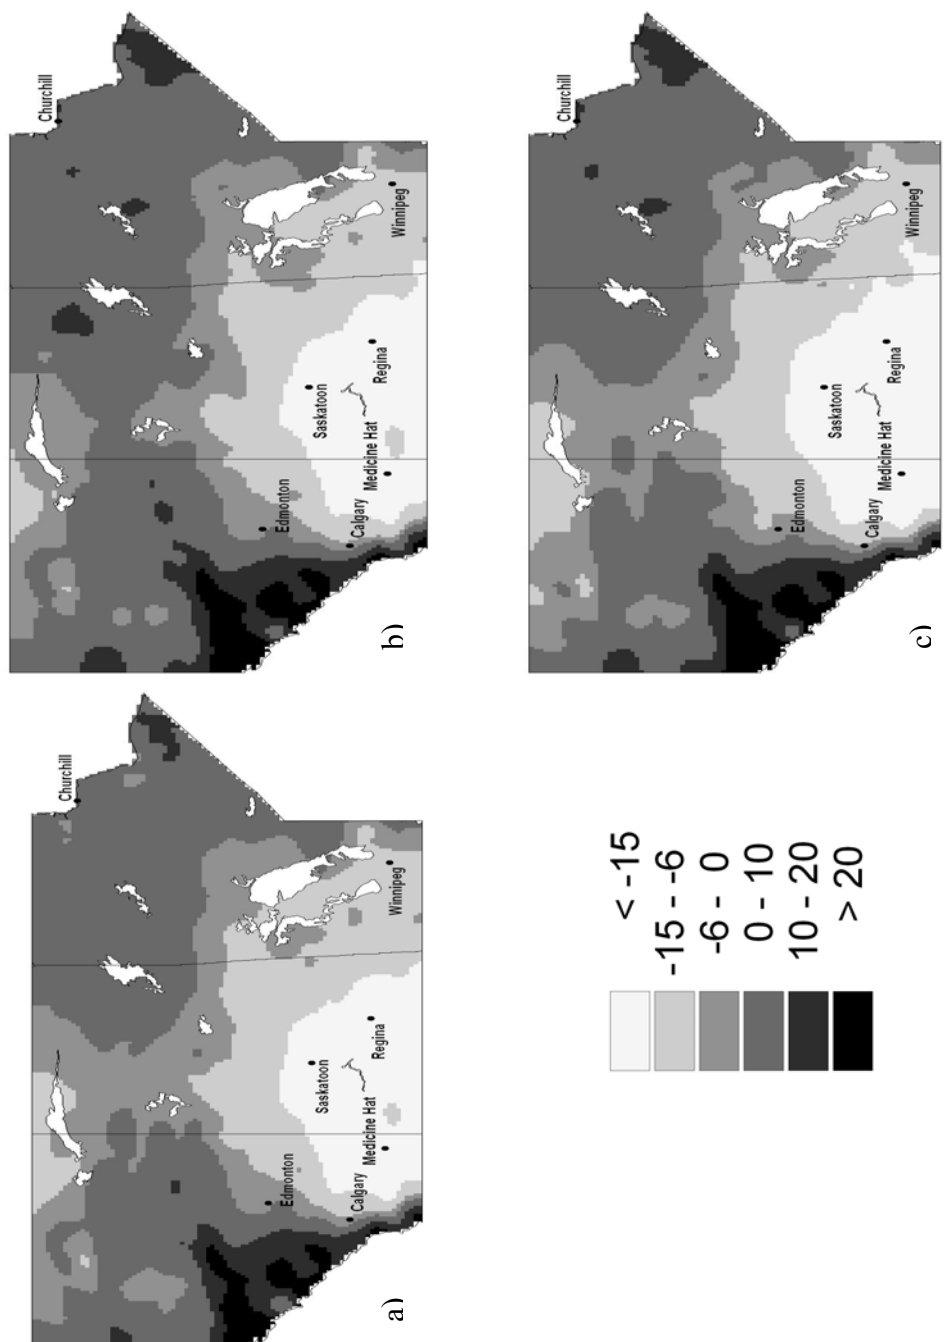 Churchill
Winnipeg
Regina
Saskatoon
Medicine Hat
Edmonton
Calgary
a)
Churchill
Winnipeg
Regina
Saskatoon
Medicine Hat
Edmonton
Calgary
b)
< -15
-15 - -6
-6 - 0
0 - 10
10 - 20
> 20
Churchill
Winnipeg
Regina
Saskatoon
Medicine Hat
Edmonton
Calgary
c)